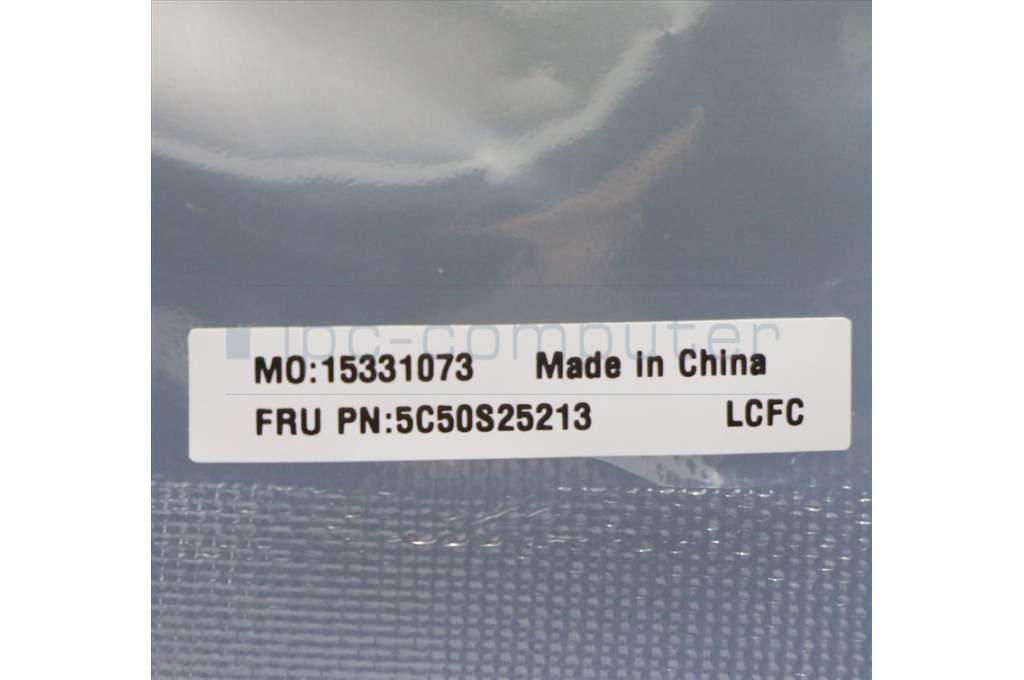 ipc-computer
MO:15331073 Made in China
FRU PN:5C50S25213 LCFC